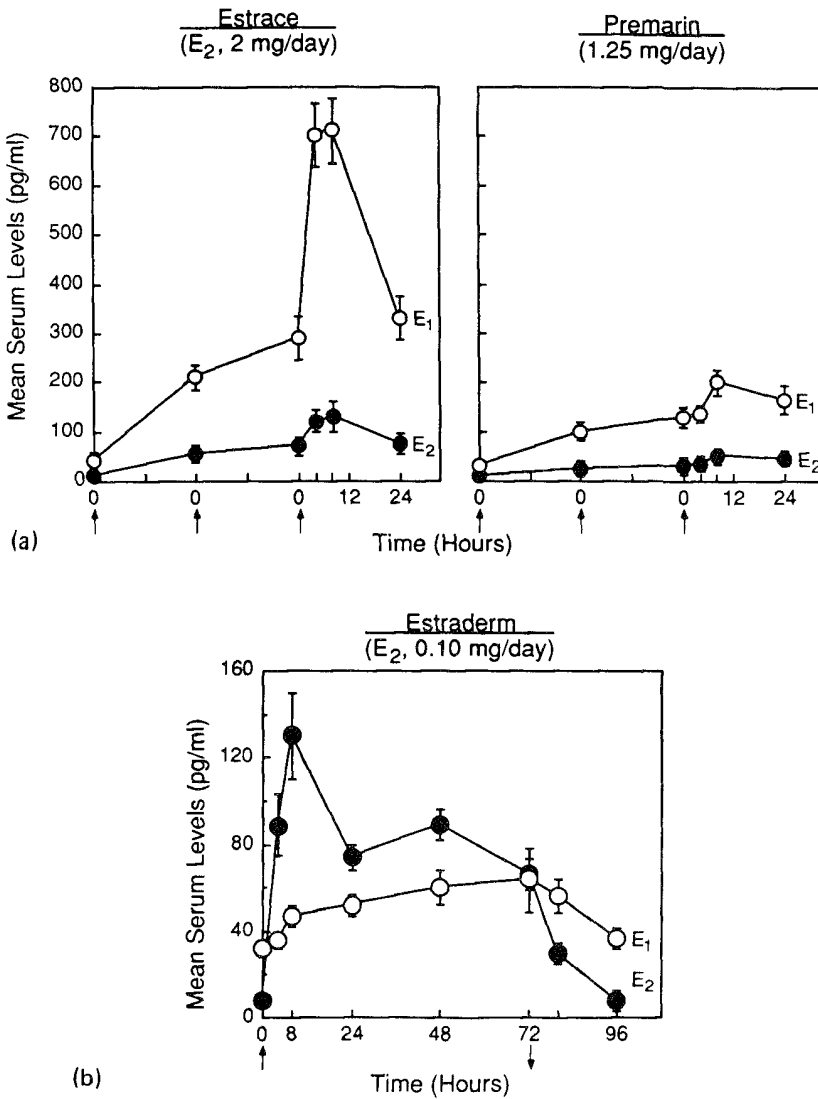 Estrace
(E₂, 2 mg/day)
Premarin
(1.25 mg/day)
Mean Serum Levels (pg/ml)
800
700
600
500
400
300
200
100
0
E₁
E₂
0 0 0 12 24
E₁
E₂
0 0 0 12 24
(a)
Time (Hours)
Estraderm
(E₂, 0.10 mg/day)
Mean Serum Levels (pg/ml)
160
120
80
40
0
E₁
E₂
0 8 24 48 72 96
(b)
Time (Hours)